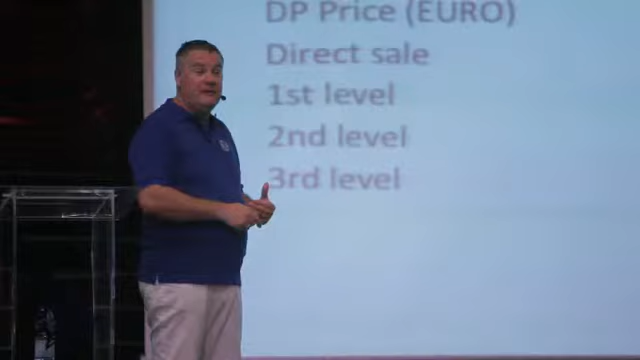 DP Price (EURO)
Direct sale
1st level
2nd level
3rd level